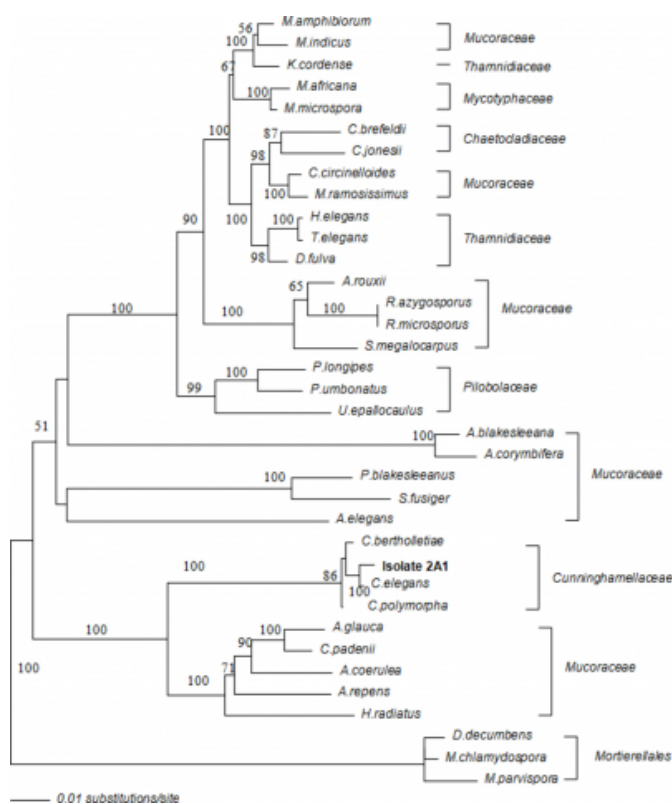 M.amphibiorum
56
100
M.indicus
Mucoraceae
K.cordense
Thamnidiaceae
67
M.africana
100
Mycotyphaceae
M.microspora
C.brefeldii
100
87
Chaetocladiaceae
C.jonesii
98
C.circinelloides
Mucoraceae
100
M.ramosissimus
90
100
100
H.elegans
T.elegans
Thamnidiaceae
98
D.fulva
A.rouxii
65
R.azygosporus
100
100
100
Mucoraceae
R.microsporus
S.megalocarpus
P.longipes
100
99
P.umbonatus
Pilobolaceae
U.epallocaulus
51
A.blakesleeana
100
A.corymbifera
Mucoraceae
100
P.blakesleeanus
S.fusiger
A.elegans
C.bertholletiae
100
Isolate 2A1
86
Cunninghamellaceae
100
C.elegans
C.polymorpha
100
A.glauca
100
90
C.padenii
100
71
A.coerulea
Mucoraceae
100
A.repens
H.radiatus
D.decumbens
M.chlamydospora
Mortierellales
M.parvispora
0.01 substitutions/site